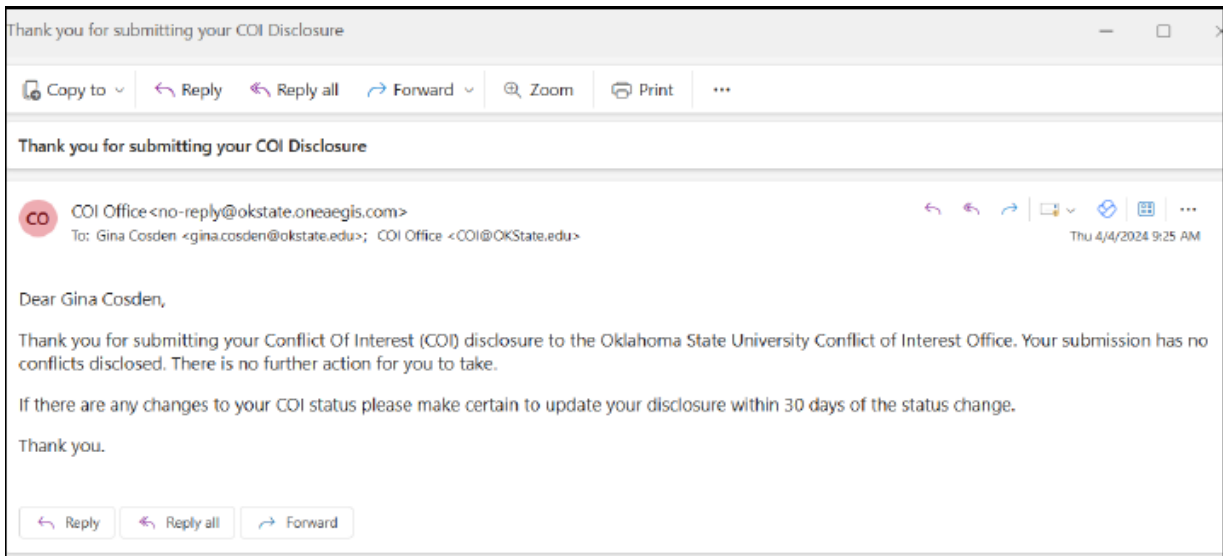 Thank you for submitting your COI Disclosure
Copy to Reply Reply all Forward Zoom Print ...
Thank you for submitting your COI Disclosure
CO
COI Office<no-reply@okstate.oneaegis.com>
To: Gina Cosden <gina.cosden@okstate.edu>; COI Office <COI@OKState.edu>
Thu 4/4/2024 9:25 AM
Dear Gina Cosden,
Thank you for submitting your Conflict Of Interest (COI) disclosure to the Oklahoma State University Conflict of Interest Office. Your submission has no
conflicts disclosed. There is no further action for you to take.
If there are any changes to your COI status please make certain to update your disclosure within 30 days of the status change.
Thank you.
Reply Reply all Forward